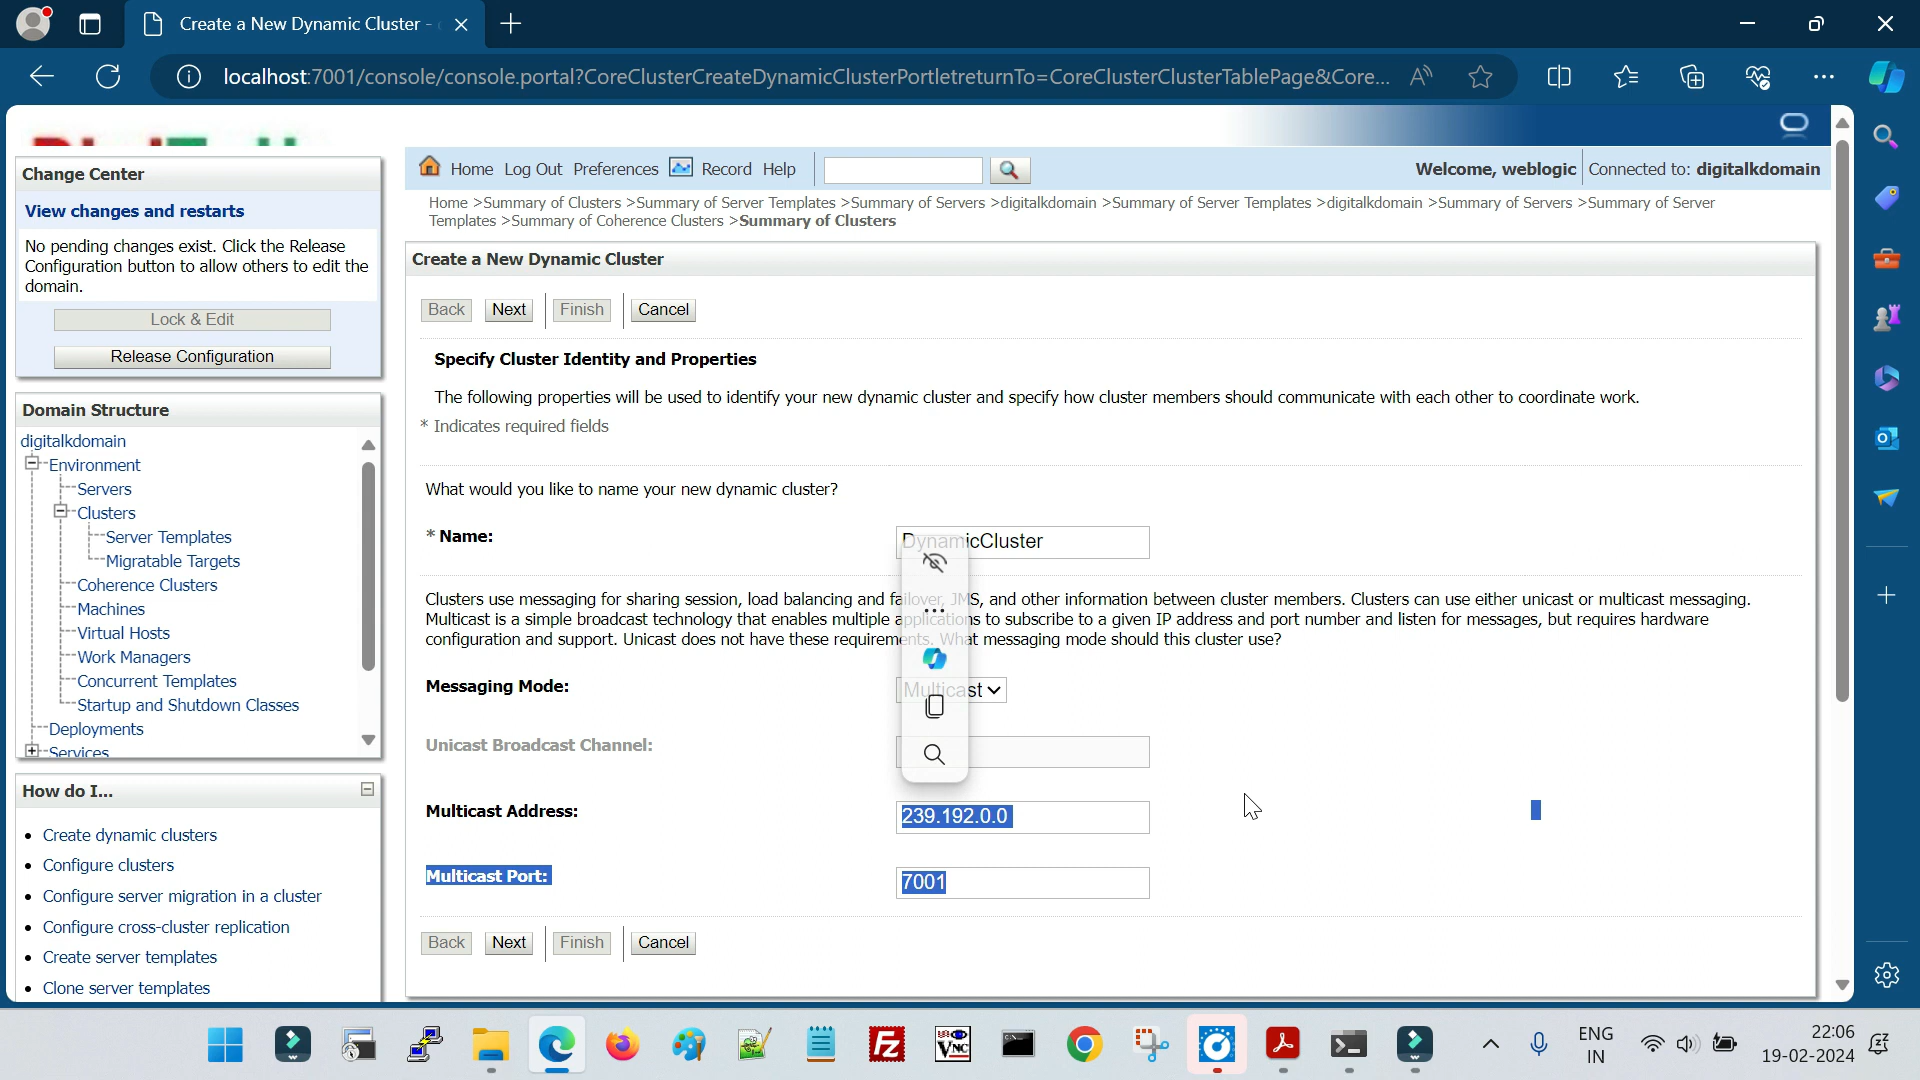 Create a New Dynamic Cluster -
localhost:7001/console/console.portal?CoreClusterCreateDynamicClusterPortletreturnTo=CoreClusterClusterTablePage&Core...
Change Center
View changes and restarts
No pending changes exist. Click the Release
Configuration button to allow others to edit the
domain.
Lock & Edit
Release Configuration
Domain Structure
digitalkdomain
Environment
Servers
Clusters
Server Templates
Migratable Targets
Coherence Clusters
Machines
Virtual Hosts
Work Managers
Concurrent Templates
Startup and Shutdown Classes
Deployments
Services
How do I...
Create dynamic clusters
Configure clusters
Configure server migration in a cluster
Configure cross-cluster replication
Create server templates
Clone server templates
Home Log Out Preferences Record Help
Welcome, weblogic Connected to: digitalkdomain
Home >Summary of Clusters >Summary of Server Templates >Summary of Servers >digitalkdomain >Summary of Server Templates >digitalkdomain >Summary of Servers >Summary of Server
Templates >Summary of Coherence Clusters >Summary of Clusters
Create a New Dynamic Cluster
Back Next Finish Cancel
Specify Cluster Identity and Properties
The following properties will be used to identify your new dynamic cluster and specify how cluster members should communicate with each other to coordinate work.
* Indicates required fields
What would you like to name your new dynamic cluster?
* Name: DynamicCluster
Clusters use messaging for sharing session, load balancing and failover, JMS, and other information between cluster members. Clusters can use either unicast or multicast messaging.
Multicast is a simple broadcast technology that enables multiple applications to subscribe to a given IP address and port number and listen for messages, but requires hardware
configuration and support. Unicast does not have these requirements. What messaging mode should this cluster use?
Messaging Mode: Multicast
Unicast Broadcast Channel:
Multicast Address: 239.192.0.0
Multicast Port: 7001
Back Next Finish Cancel
ENG
IN
22:06
19-02-2024